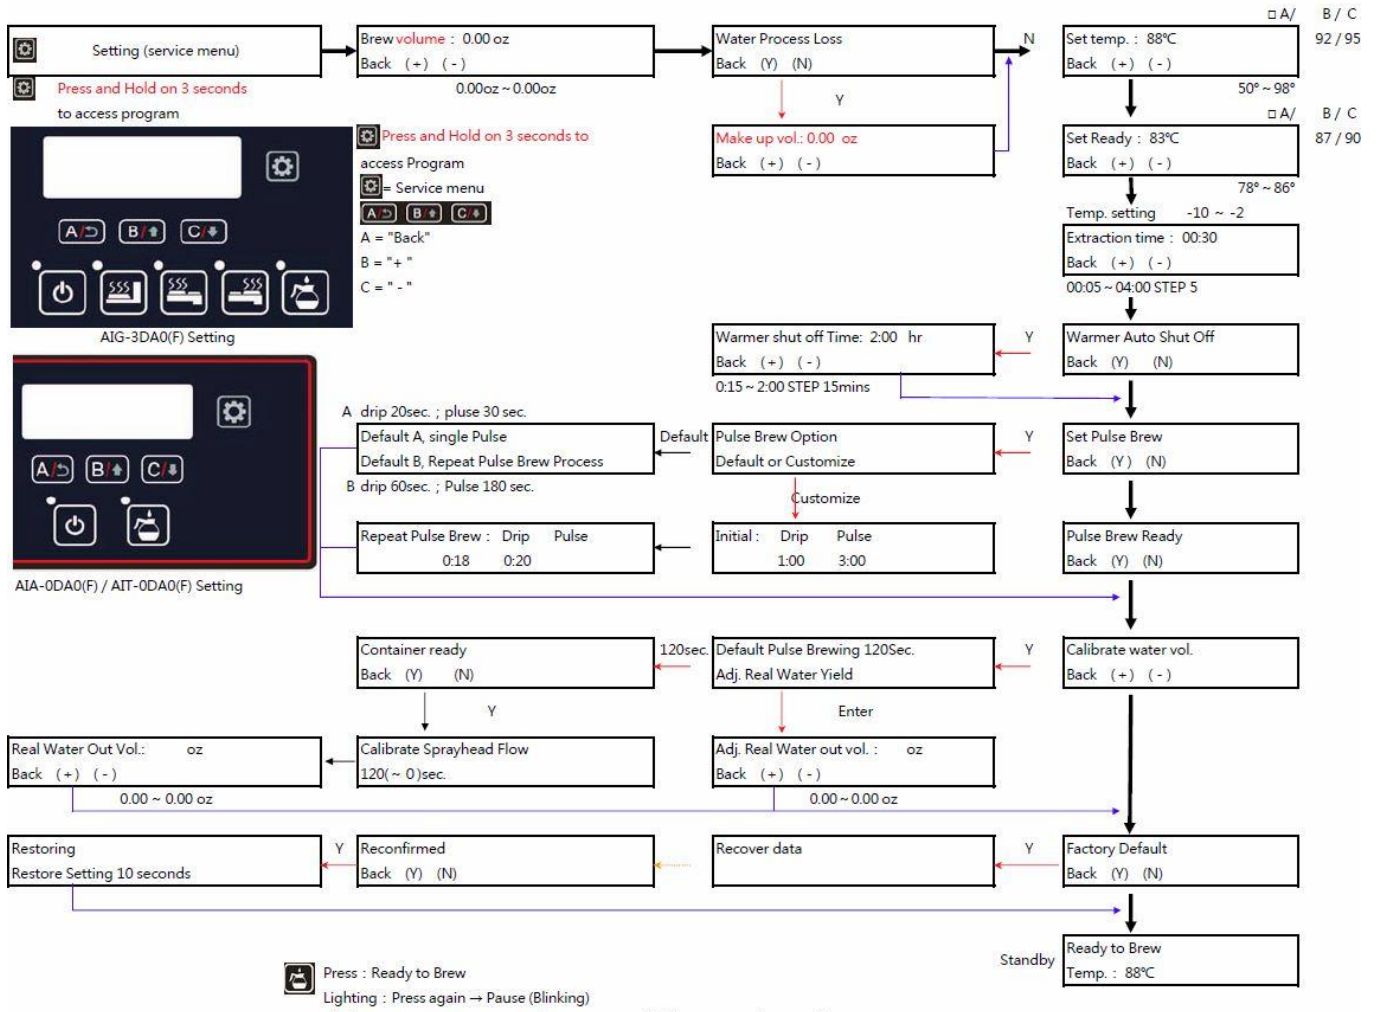 □ A/ B / C
Setting (service menu)
Brew volume : 0.00 oz
Back (+) (-)
Water Process Loss
Back (Y) (N)
N
Set temp. : 88℃
Back (+) (-)
92 / 95
Press and Hold on 3 seconds
to access program
0.00oz ~ 0.00oz
Y
50° ~ 98°
□ A/ B / C
Press and Hold on 3 seconds to
access Program
= Service menu
A/ B/ C/
A = "Back"
B = "+ "
C = " - "
Make up vol.: 0.00 oz
Back (+) (-)
Set Ready : 83℃
Back (+) (-)
87 / 90
78° ~ 86°
Temp. setting -10 ~ -2
Extraction time : 00:30
Back (+) (-)
00:05 ~ 04:00 STEP 5
A/ B/ C/
SSS SSS SSS
AIG-3DA0(F) Setting
Warmer shut off Time: 2:00 hr
Back (+) (-)
Y
Warmer Auto Shut Off
Back (Y) (N)
0:15 ~ 2:00 STEP 15mins
A/ B/ C/
AIA-0DA0(F) / AIT-0DA0(F) Setting
A drip 20sec. ; pluse 30 sec.
Default A, single Pulse
Default B, Repeat Pulse Brew Process
B drip 60sec. ; Pulse 180 sec.
Default
Pulse Brew Option
Default or Customize
Y
Set Pulse Brew
Back (Y) (N)
Customize
Repeat Pulse Brew : Drip Pulse
0:18 0:20
Initial : Drip Pulse
1:00 3:00
Pulse Brew Ready
Back (Y) (N)
Container ready
Back (Y) (N)
120sec.
Default Pulse Brewing 120Sec.
Adj. Real Water Yield
Y
Calibrate water vol.
Back (+) (-)
Y
Enter
Real Water Out Vol.: oz
Back (+) (-)
Calibrate Sprayhead Flow
120( ~ 0)sec.
Adj. Real Water out vol. : oz
Back (+) (-)
0.00 ~ 0.00 oz
0.00 ~ 0.00 oz
Restoring
Restore Setting 10 seconds
Y
Reconfirmed
Back (Y) (N)
Recover data
Y
Factory Default
Back (Y) (N)
Standby
Ready to Brew
Temp. : 88℃
Press : Ready to Brew
Lighting : Press again → Pause (Blinking)